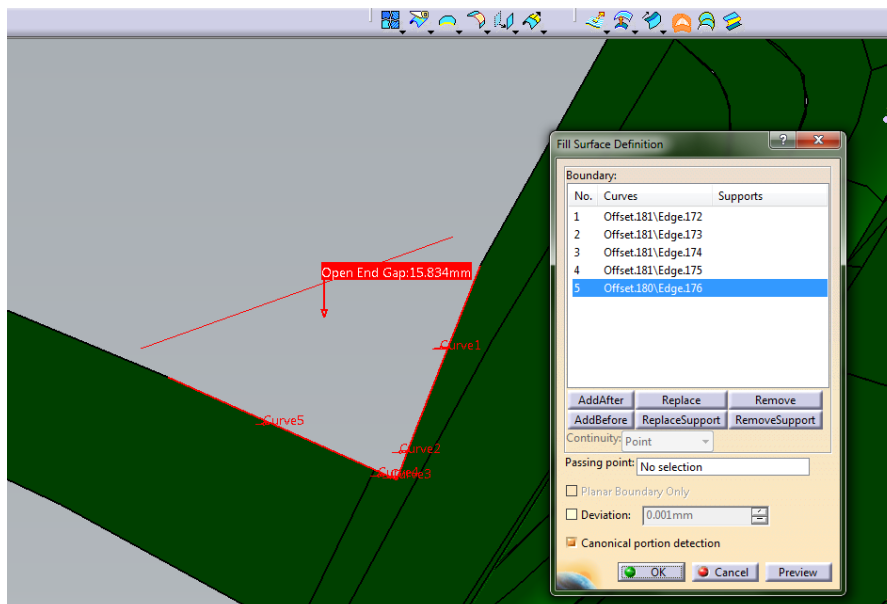 Fill Surface Definition
?
X
Boundary:
No. Curves Supports
1 Offset.181\Edge.172
2 Offset.181\Edge.173
3 Offset.181\Edge.174
4 Offset.181\Edge.175
5 Offset.180\Edge.176
AddAfter Replace Remove
AddBefore ReplaceSupport RemoveSupport
Continuity: Point
Passing point: No selection
Planar Boundary Only
Deviation: 0.001mm
Canonical portion detection
OK Cancel Preview
Open End Gap:15.834mm
Curve1
Curve5
Curve2